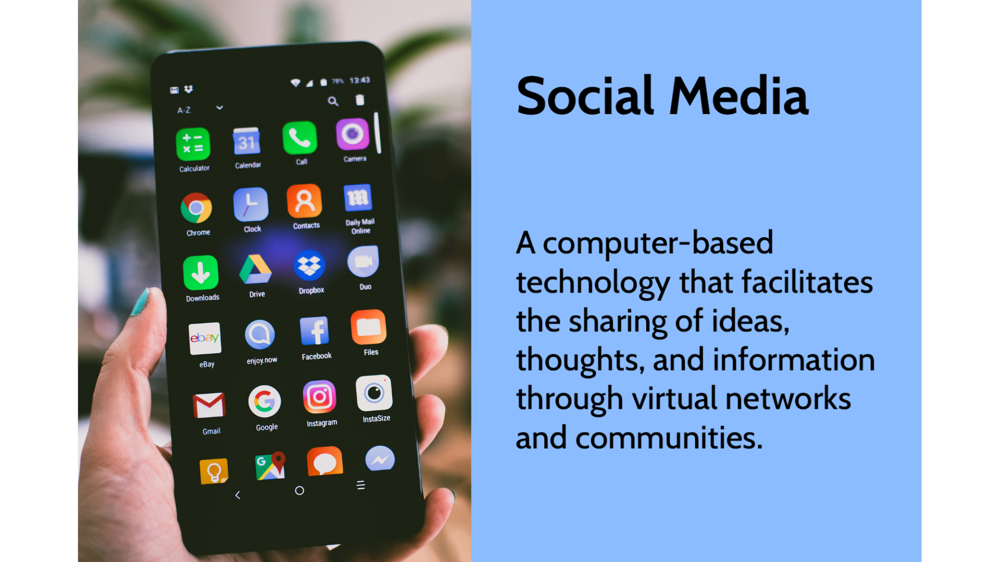 78% 13:43
A-Z
31
Calculator Calendar Call Camera
Chrome Clock Contacts Daily Mail
Online
Downloads Drive Dropbox Duo
ebay
eBay enjoy.now Facebook Files
Gmail Google Instagram InstaSize
Social Media
A computer-based
technology that facilitates
the sharing of ideas,
thoughts, and information
through virtual networks
and communities.